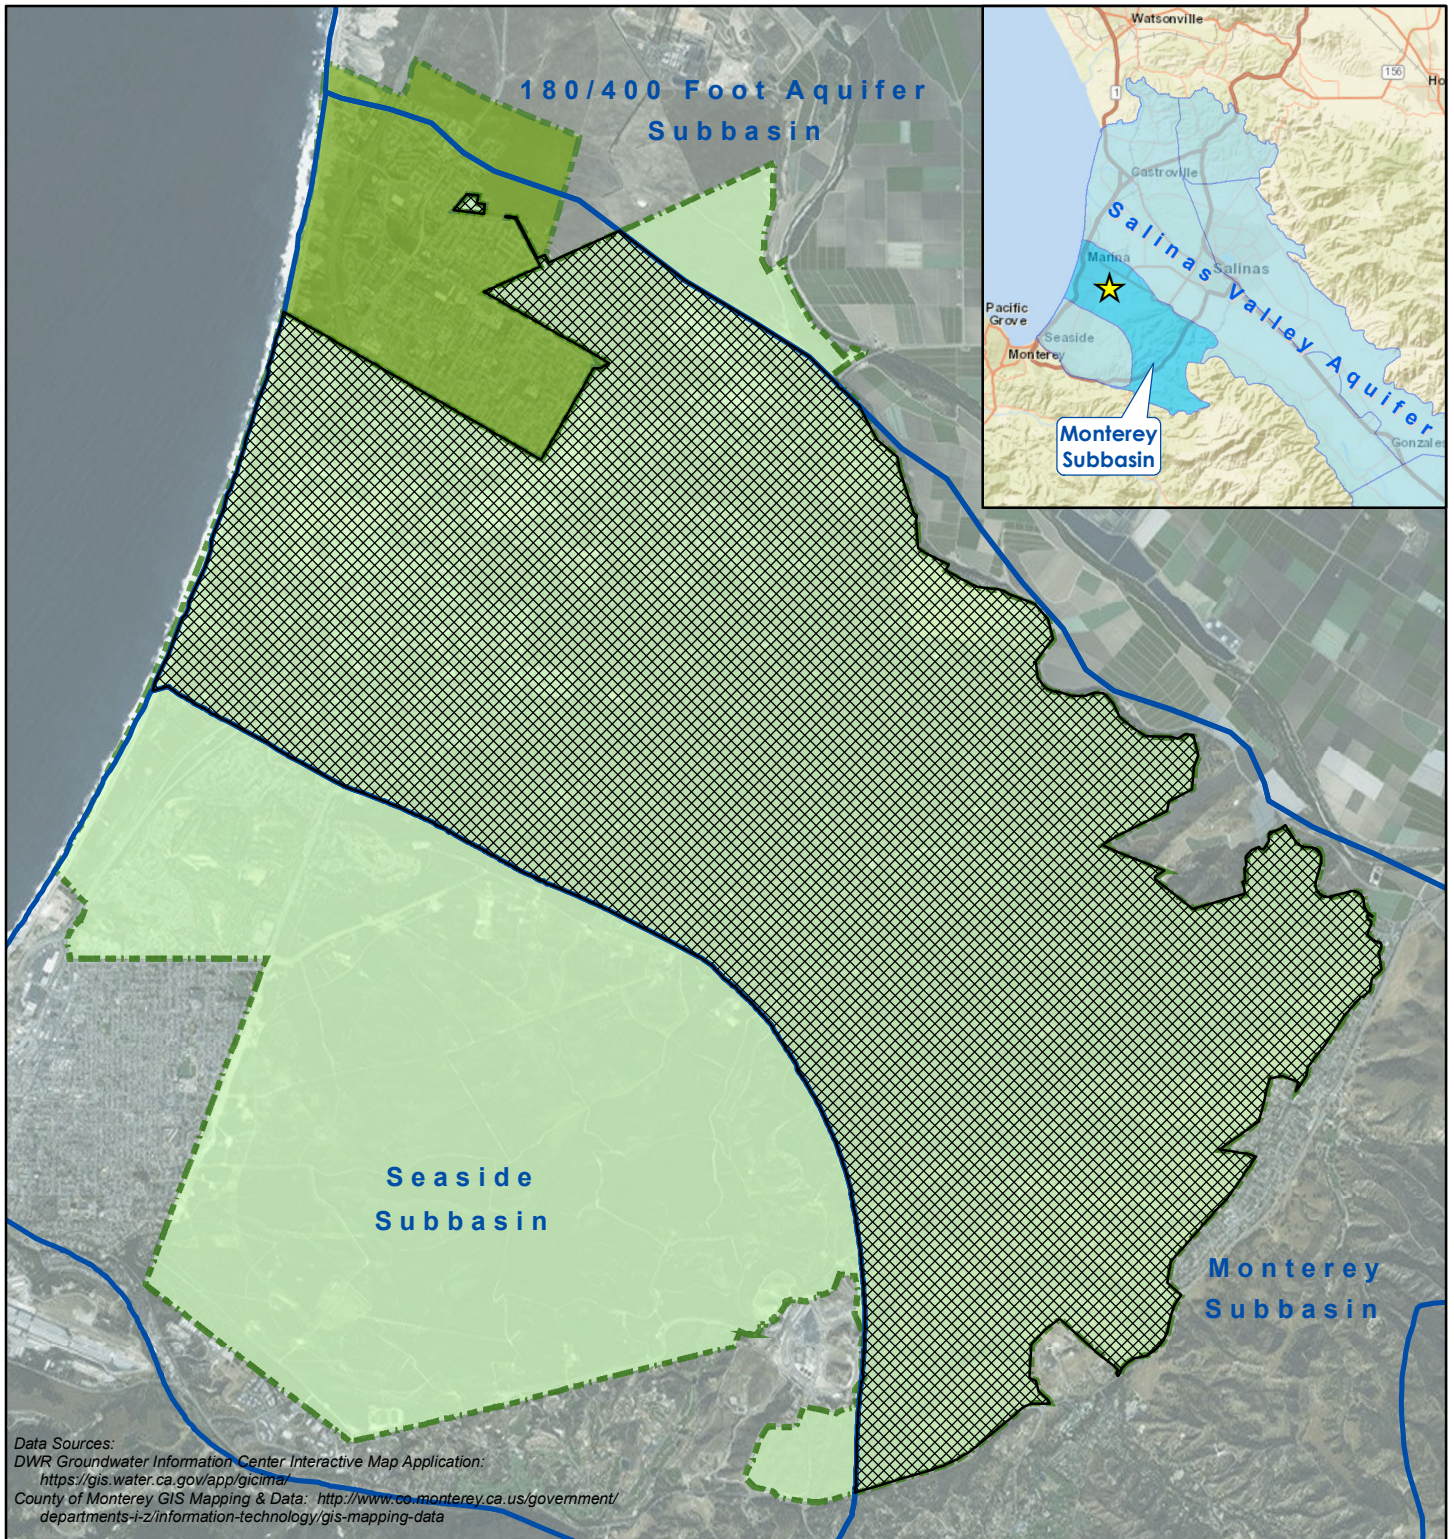 180/400 Foot Aquifer
Subbasin
Watsonville
156
Ho
1
Castroville
Salinas Valley Aquifer
Marina
Salinas
Pacific
Grove
Seaside
Monterey
Monterey
Subbasin
Gonzale
Seaside
Subbasin
Monterey
Subbasin
Data Sources:
DWR Groundwater Information Center Interactive Map Application:
https://gis.water.ca.gov/app/gicima/
County of Monterey GIS Mapping & Data: http://www.co.monterey.ca.us/government/
departments-i-z/information-technology/gis-mapping-data